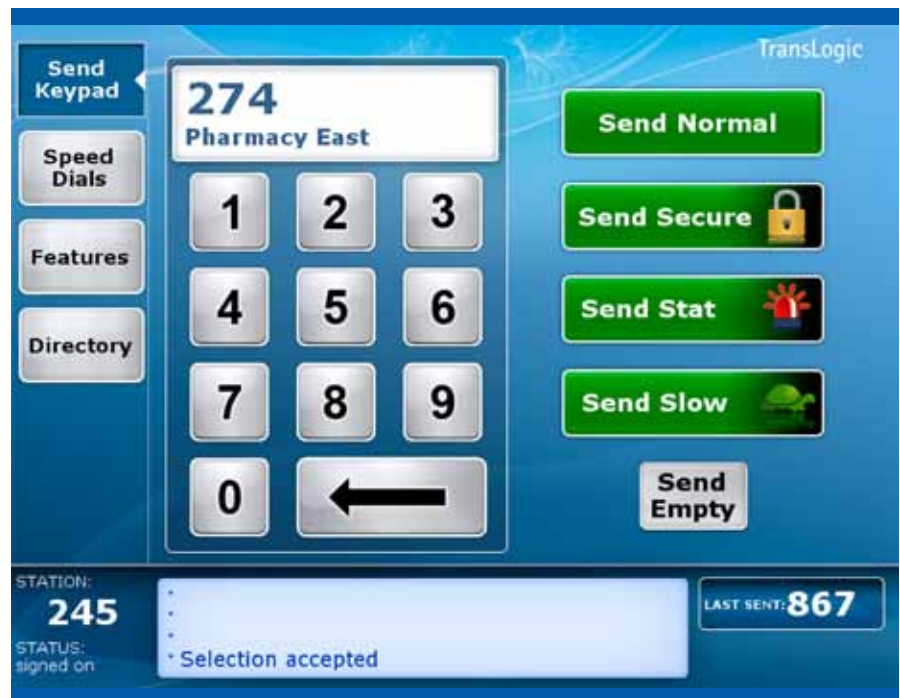 TransLogic
Send
Keypad
Speed
Dials
Features
Directory
274
Pharmacy East
1 2 3
4 5 6
7 8 9
0
Send Normal
Send Secure
Send Stat
Send Slow
Send
Empty
STATION:
245
STATUS:
signed on
Selection accepted
LAST SENT: 867